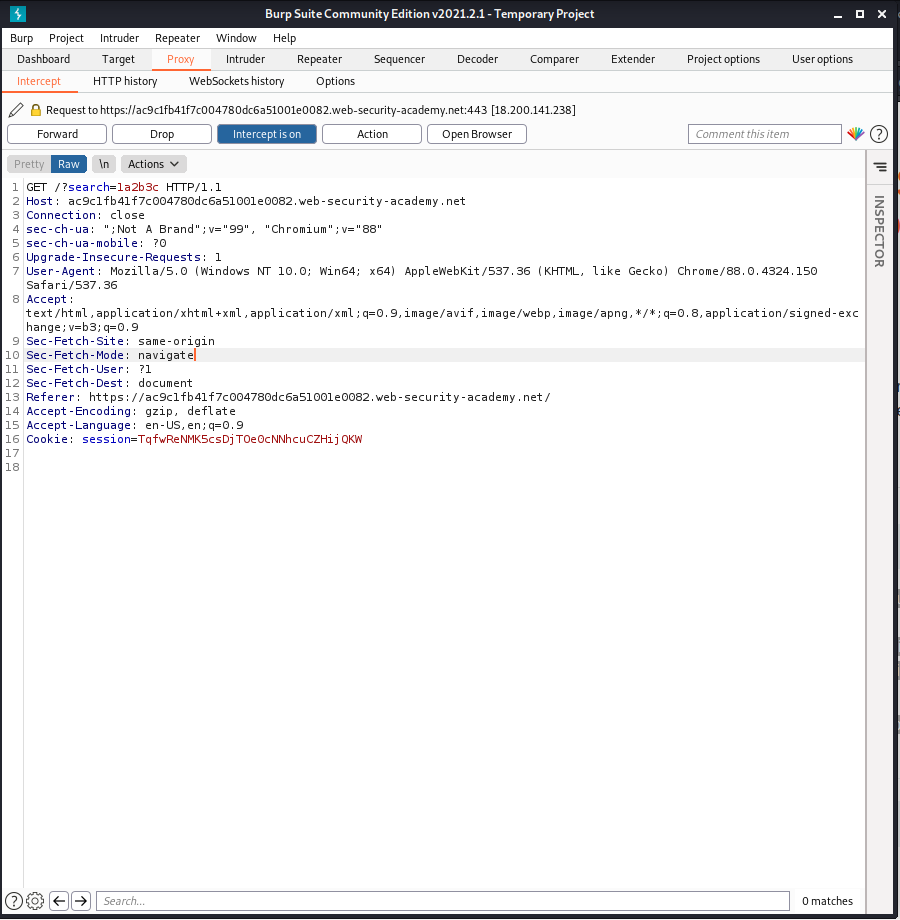 Burp Suite Community Edition v2021.2.1 - Temporary Project
Burp Project Intruder Repeater Window Help
Dashboard Target Proxy Intruder Repeater Sequencer Decoder Comparer Extender Project options User options
Intercept HTTP history WebSockets history Options
Request to https://ac9c1fb41f7c004780dc6a51001e0082.web-security-academy.net:443 [18.200.141.238]
Forward Drop Intercept is on Action Open Browser Comment this item ?
Pretty Raw \n Actions
INSPECTOR
1 GET /?search=1a2b3c HTTP/1.1
2 Host: ac9c1fb41f7c004780dc6a51001e0082.web-security-academy.net
3 Connection: close
4 sec-ch-ua: ";Not A Brand";v="99", "Chromium";v="88"
5 sec-ch-ua-mobile: ?0
6 Upgrade-Insecure-Requests: 1
7 User-Agent: Mozilla/5.0 (Windows NT 10.0; Win64; x64) AppleWebKit/537.36 (KHTML, like Gecko) Chrome/88.0.4324.150
Safari/537.36
8 Accept:
text/html,application/xhtml+xml,application/xml;q=0.9,image/avif,image/webp,image/apng,*/*;q=0.8,application/signed-exc
hange;v=b3;q=0.9
9 Sec-Fetch-Site: same-origin
10 Sec-Fetch-Mode: navigate
11 Sec-Fetch-User: ?1
12 Sec-Fetch-Dest: document
13 Referer: https://ac9c1fb41f7c004780dc6a51001e0082.web-security-academy.net/
14 Accept-Encoding: gzip, deflate
15 Accept-Language: en-US,en;q=0.9
16 Cookie: session=TqfwReNMK5csDjTOe0cNNhcuCZHijQKW
17
18
? Search... 0 matches